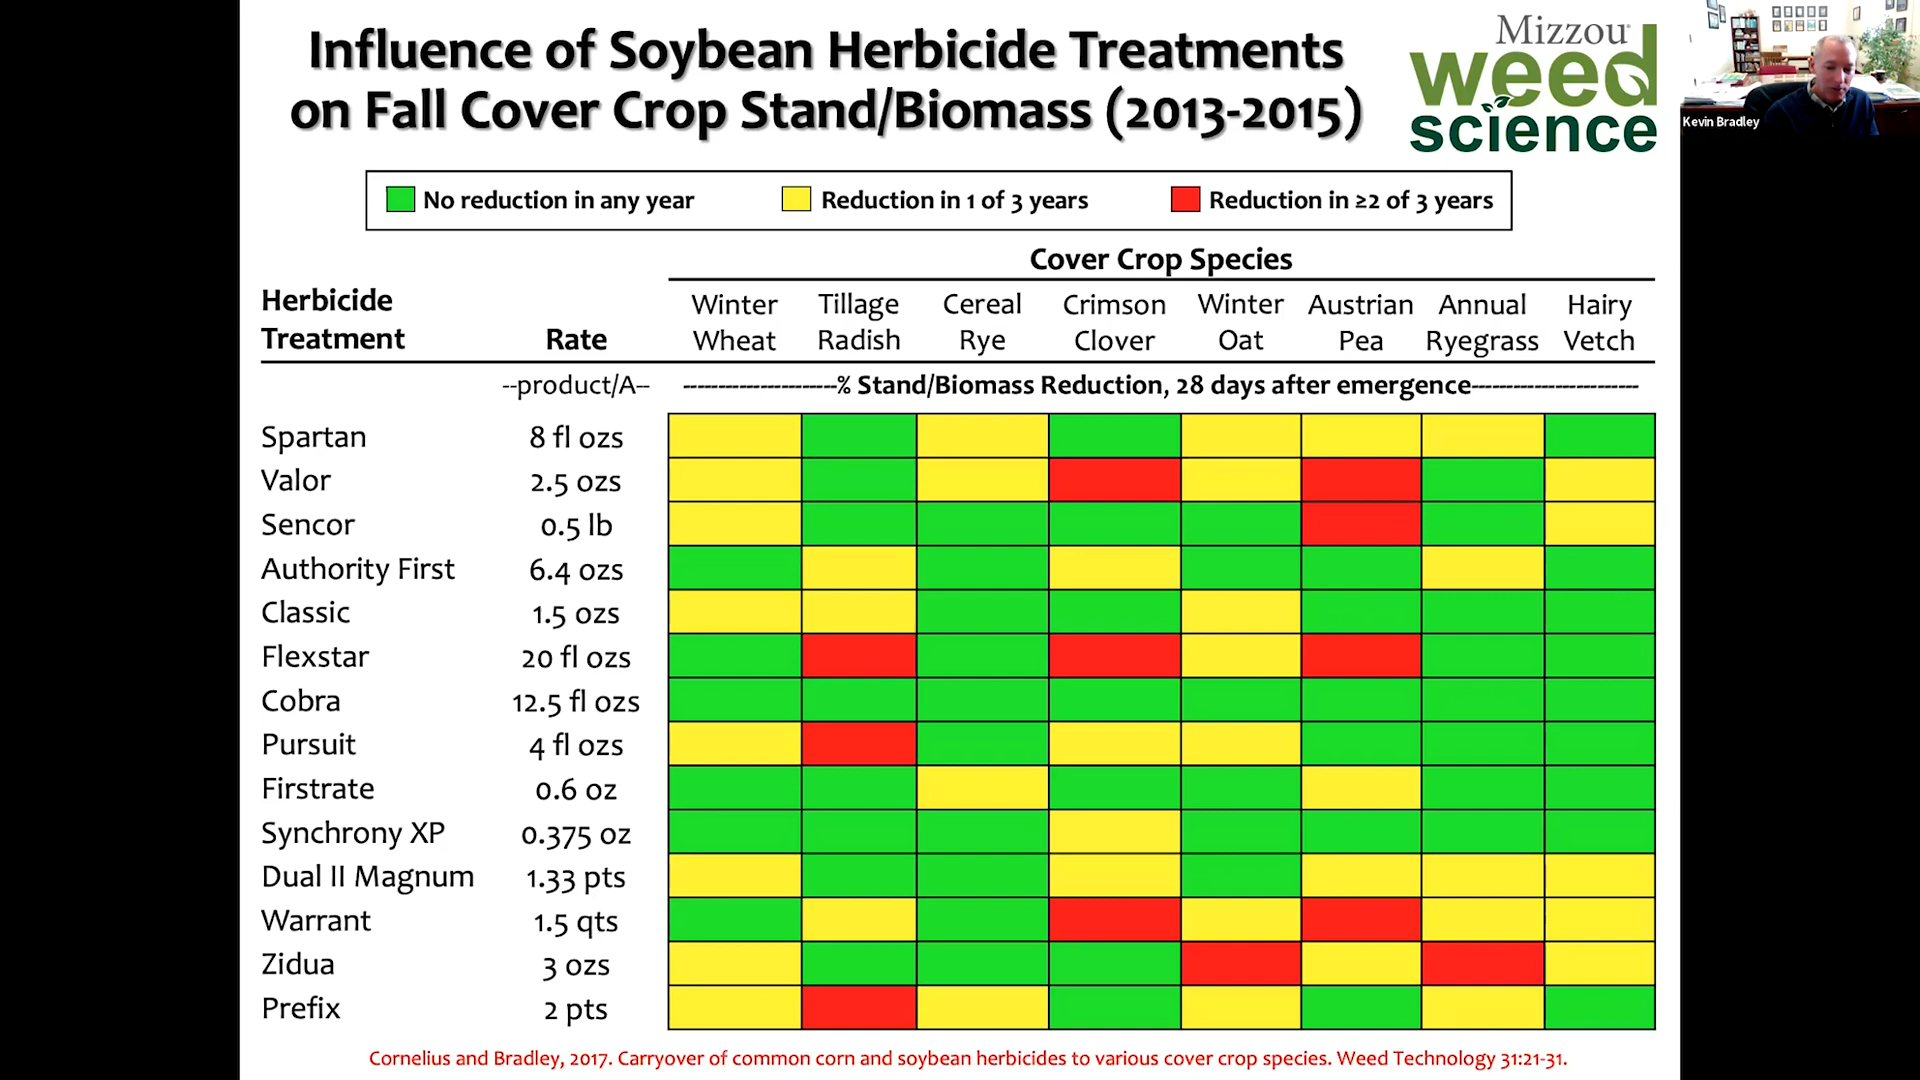 Influence of Soybean Herbicide Treatments
on Fall Cover Crop Stand/Biomass (2013-2015)
Mizzou
weed
science
Kevin Bradley
No reduction in any year
Reduction in 1 of 3 years
Reduction in ≥2 of 3 years
Cover Crop Species
Herbicide Treatment
Rate
Winter Wheat
Tillage Radish
Cereal Rye
Crimson Clover
Winter Oat
Austrian Pea
Annual Ryegrass
Hairy Vetch
--product/A--
----------------------% Stand/Biomass Reduction, 28 days after emergence------------------------
Spartan 8 fl ozs
Valor 2.5 ozs
Sencor 0.5 lb
Authority First 6.4 ozs
Classic 1.5 ozs
Flexstar 20 fl ozs
Cobra 12.5 fl ozs
Pursuit 4 fl ozs
Firstrate 0.6 oz
Synchrony XP 0.375 oz
Dual II Magnum 1.33 pts
Warrant 1.5 qts
Zidua 3 ozs
Prefix 2 pts
Cornelius and Bradley, 2017. Carryover of common corn and soybean herbicides to various cover crop species. Weed Technology 31:21-31.